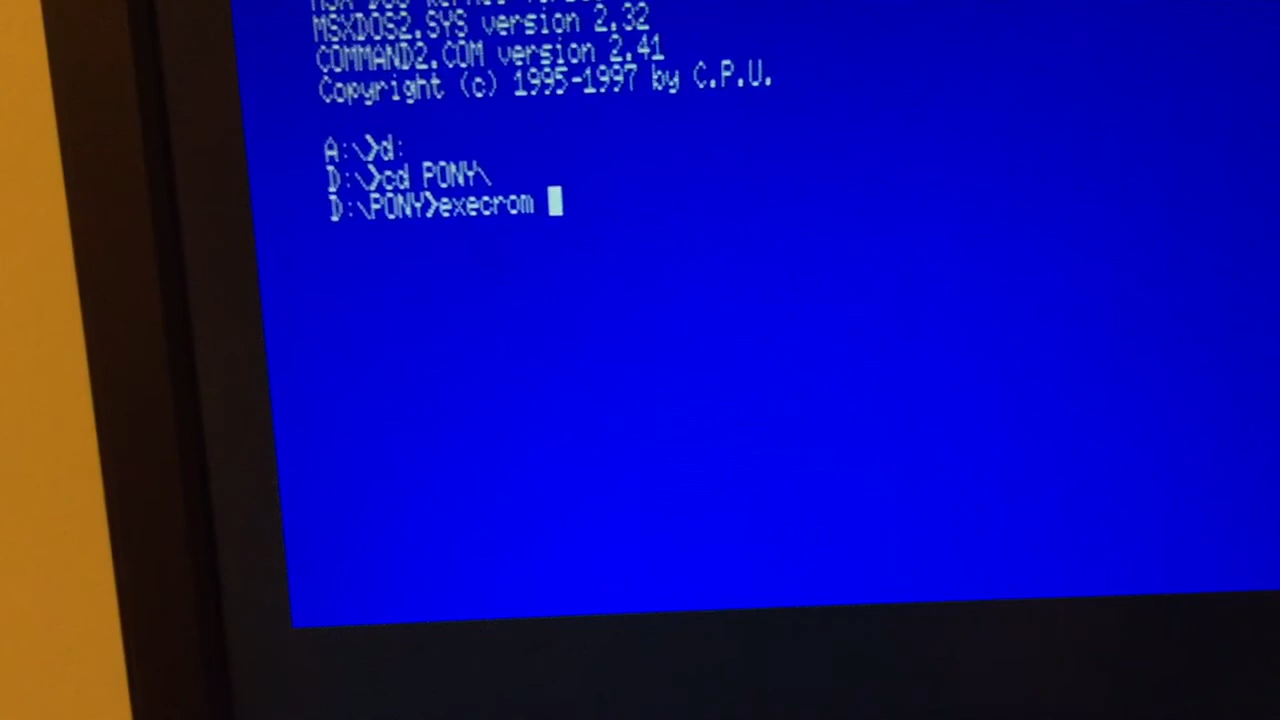 MSXDOS2.SYS version 2.32
COMMAND2.COM version 2.41
Copyright (c) 1995-1997 by C.P.U.
A:\>d:
D:\>cd PONY\
D:\PONY>execrom